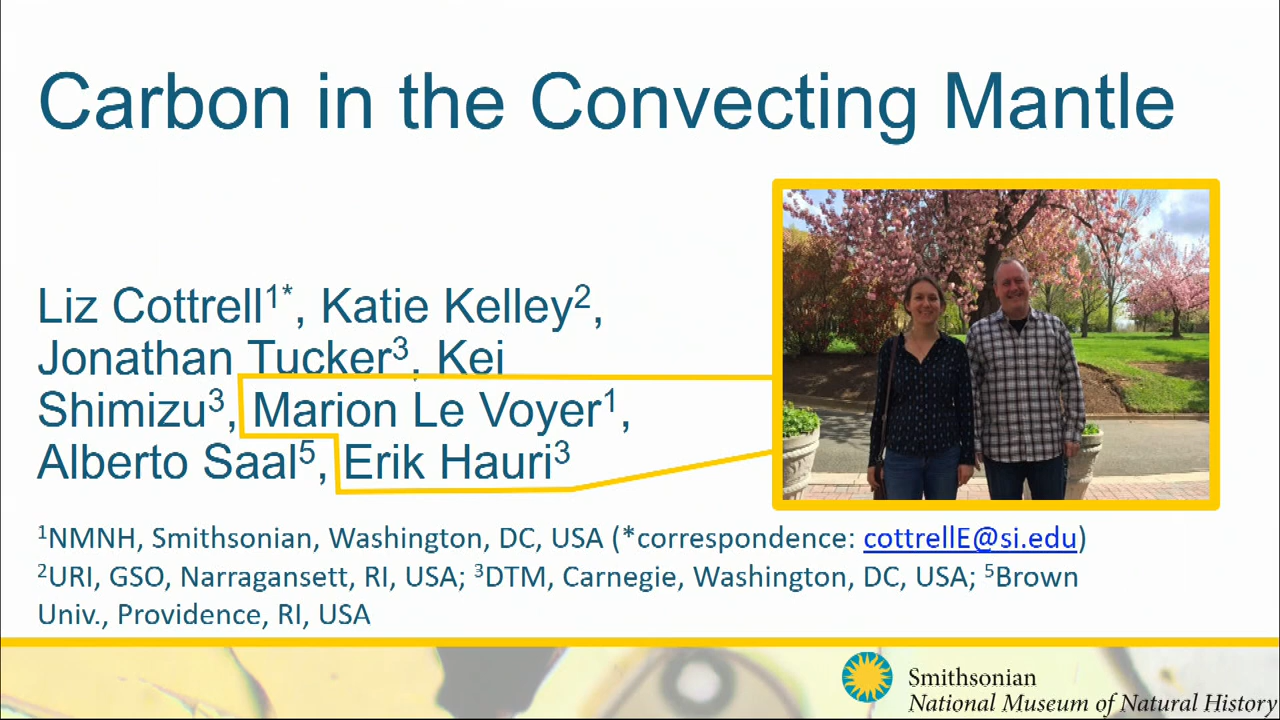 Carbon in the Convecting Mantle
Liz Cottrell¹*, Katie Kelley²,
Jonathan Tucker³, Kei
Shimizu³, Marion Le Voyer¹,
Alberto Saal⁵, Erik Hauri³
¹NMNH, Smithsonian, Washington, DC, USA (*correspondence: cottrellE@si.edu)
²URI, GSO, Narragansett, RI, USA; ³DTM, Carnegie, Washington, DC, USA; ⁵Brown
Univ., Providence, RI, USA
Smithsonian
National Museum of Natural History